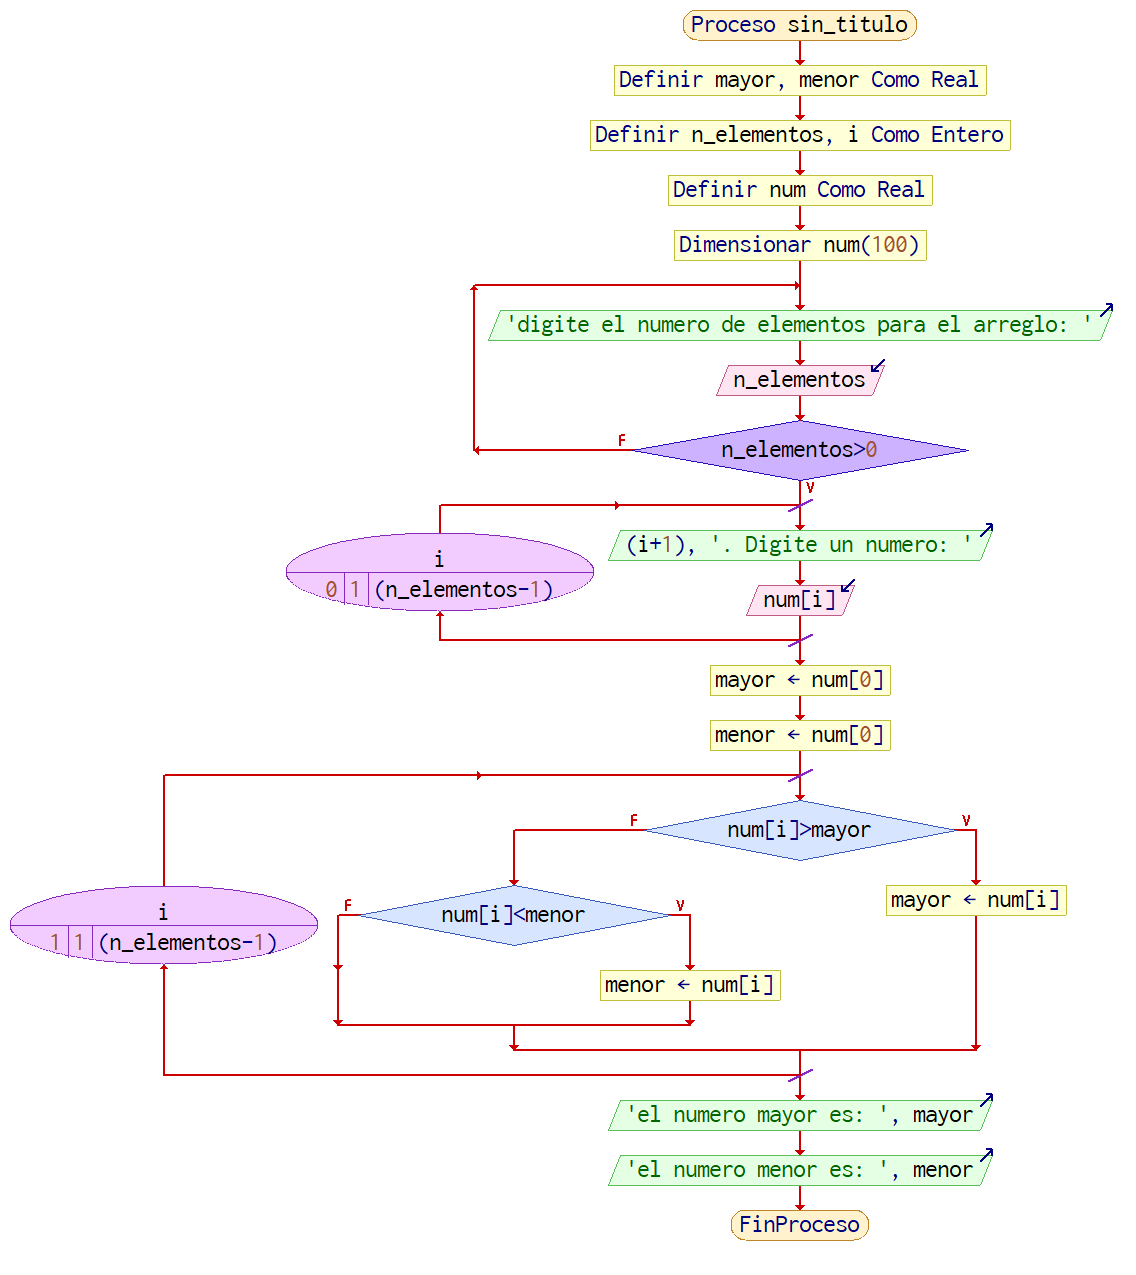 Proceso sin_titulo
Definir mayor, menor Como Real
Definir n_elementos, i Como Entero
Definir num Como Real
Dimensionar num(100)
'digite el numero de elementos para el arreglo: '
n_elementos
F
n_elementos>0
V
(i+1), '. Digite un numero: '
i
0 1 (n_elementos-1)
num[i]
mayor ← num[0]
menor ← num[0]
F
num[i]>mayor
V
F
num[i]<menor
V
mayor ← num[i]
i
1 1 (n_elementos-1)
menor ← num[i]
'el numero mayor es: ', mayor
'el numero menor es: ', menor
FinProceso